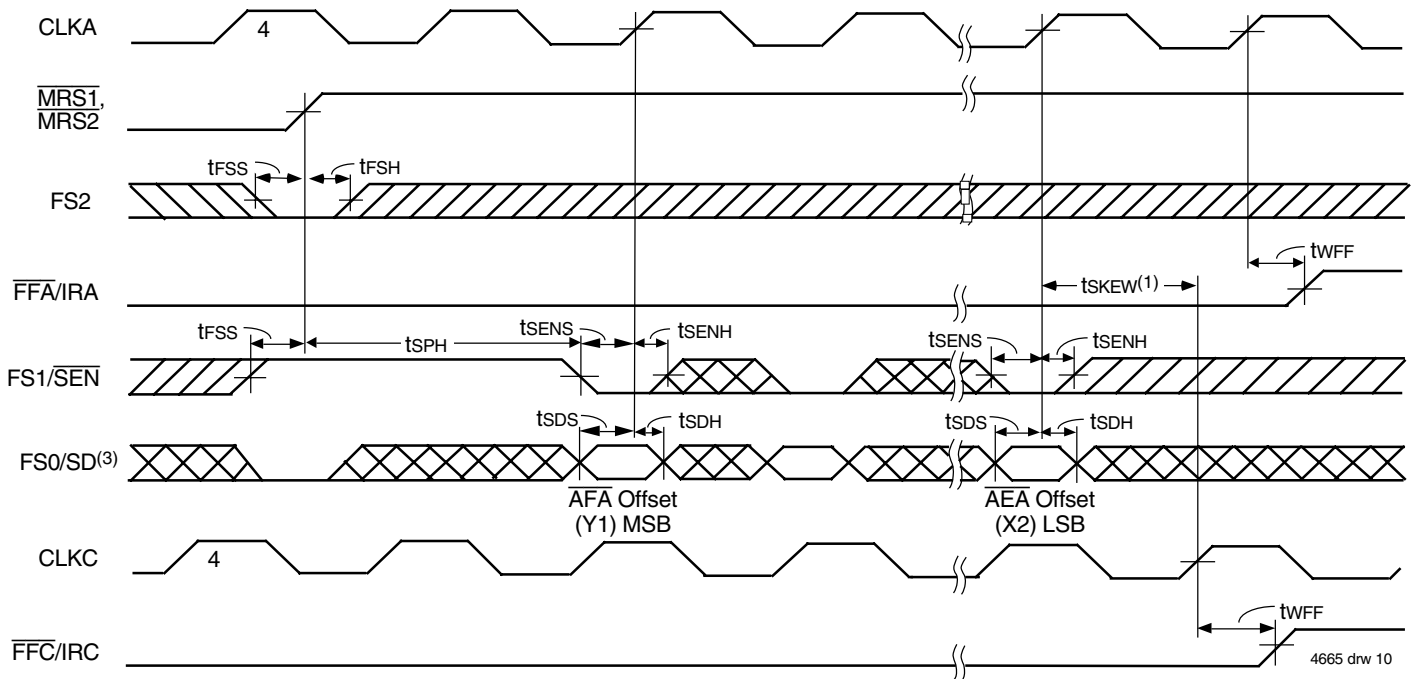 CLKA
4
MRS1,
MRS2
tFSS
tFSH
FS2
tWFF
FFA/IRA
tSKEW(1)
tFSS
tSPH
tSENS
tSENH
tSENS
tSENH
FS1/SEN
tSDS
tSDH
tSDS
tSDH
FS0/SD(3)
AFA Offset
(Y1) MSB
AEA Offset
(X2) LSB
CLKC
4
tWFF
FFC/IRC
4665 drw 10